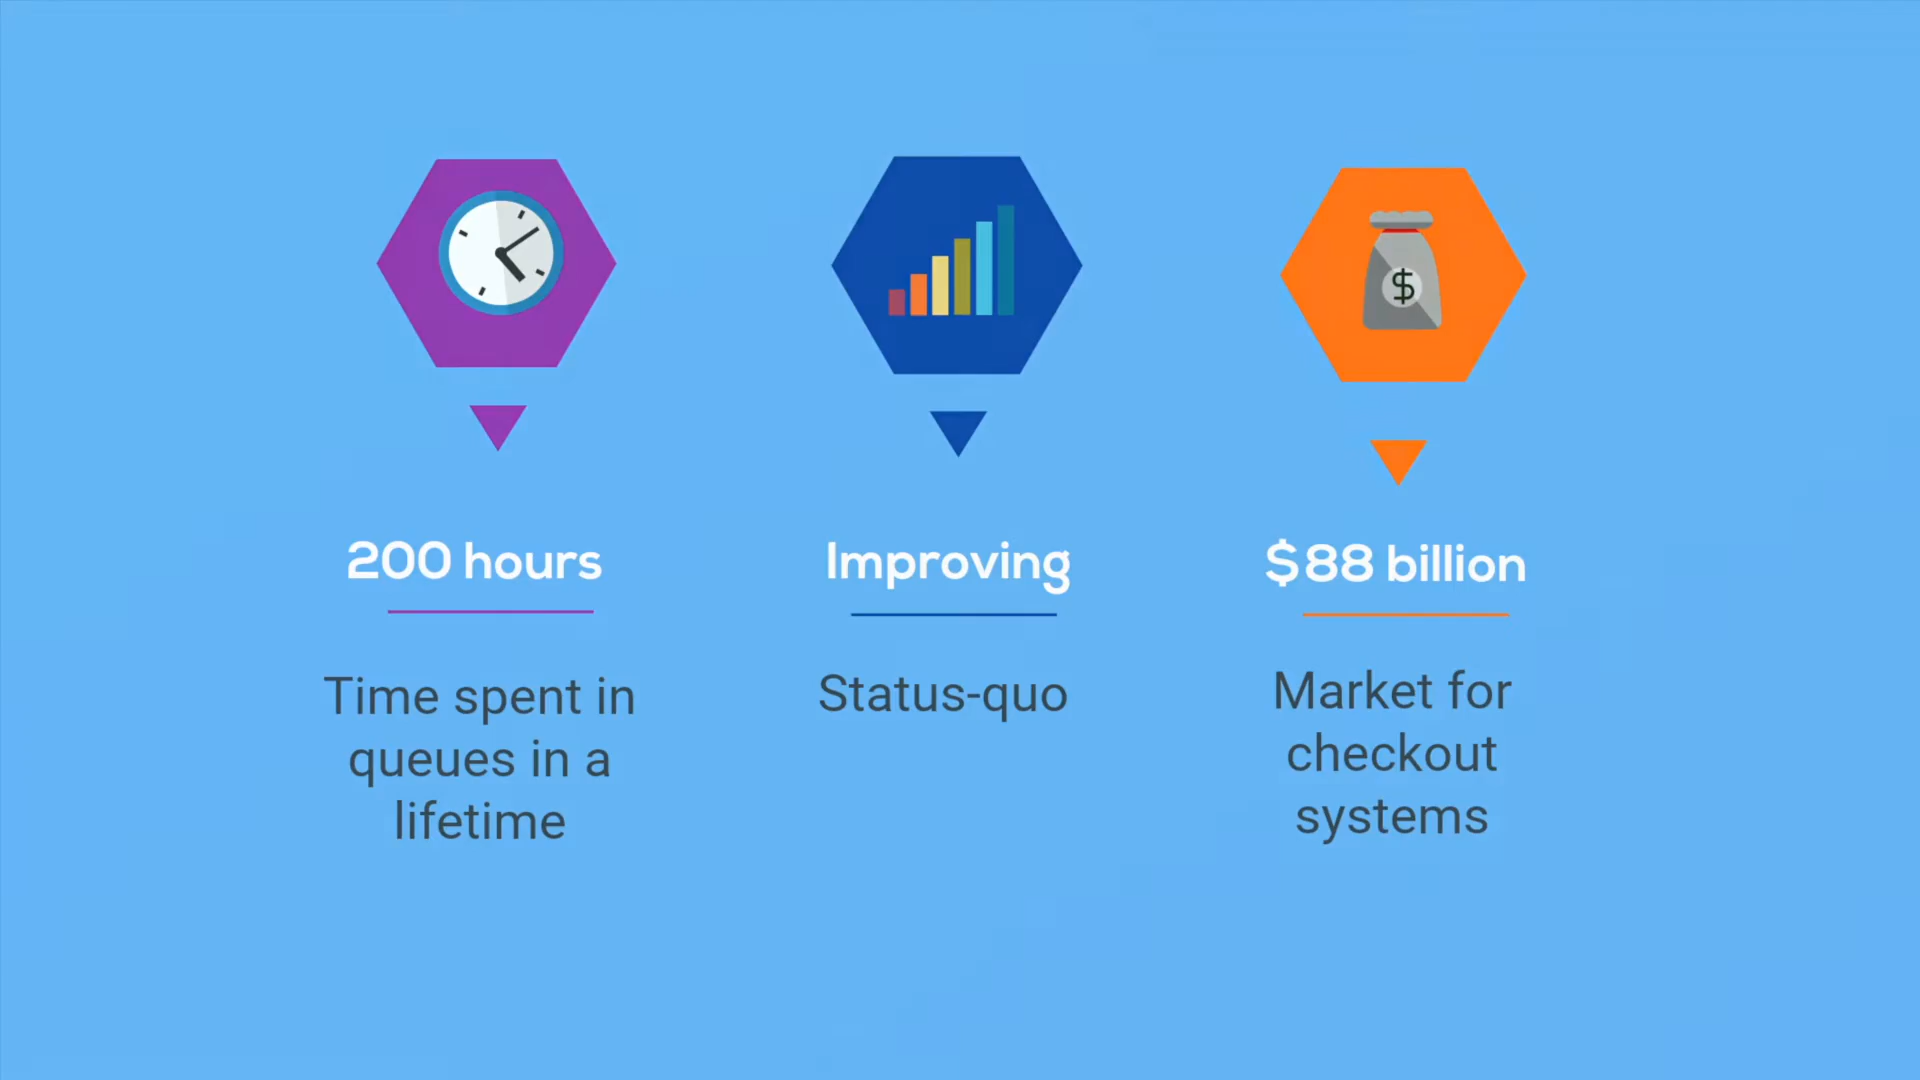 $
200 hours
Improving
$88 billion
Time spent in
queues in a
lifetime
Status-quo
Market for
checkout
systems